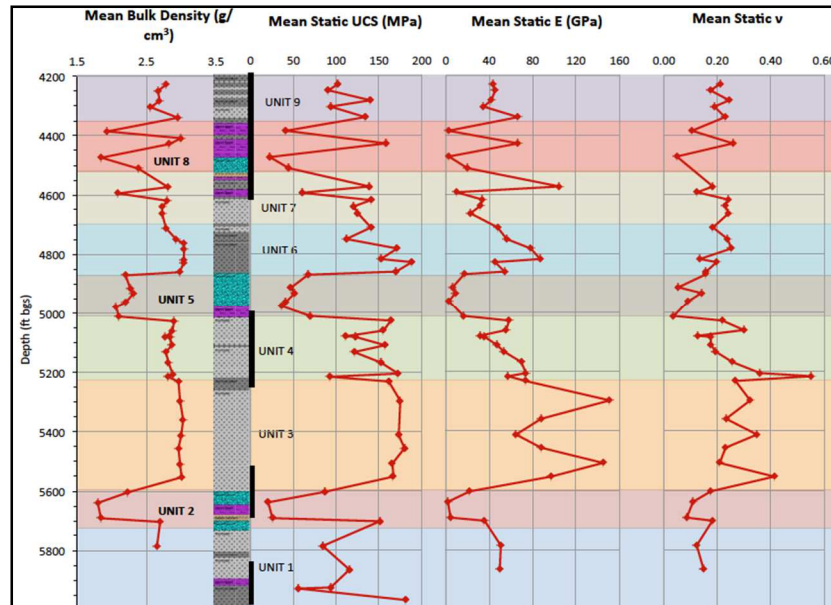 Mean Bulk Density (g/
cm³)
Mean Static UCS (MPa)
Mean Static E (GPa)
Mean Static ν
1.5 2.5 3.5
0 50 100 150
0 40 80 120 160
0.00 0.20 0.40 0.60
Depth (ft bgs)
4200
4400
4600
4800
5000
5200
5400
5600
5800
UNIT 9
UNIT 8
UNIT 7
UNIT 6
UNIT 5
UNIT 4
UNIT 3
UNIT 2
UNIT 1